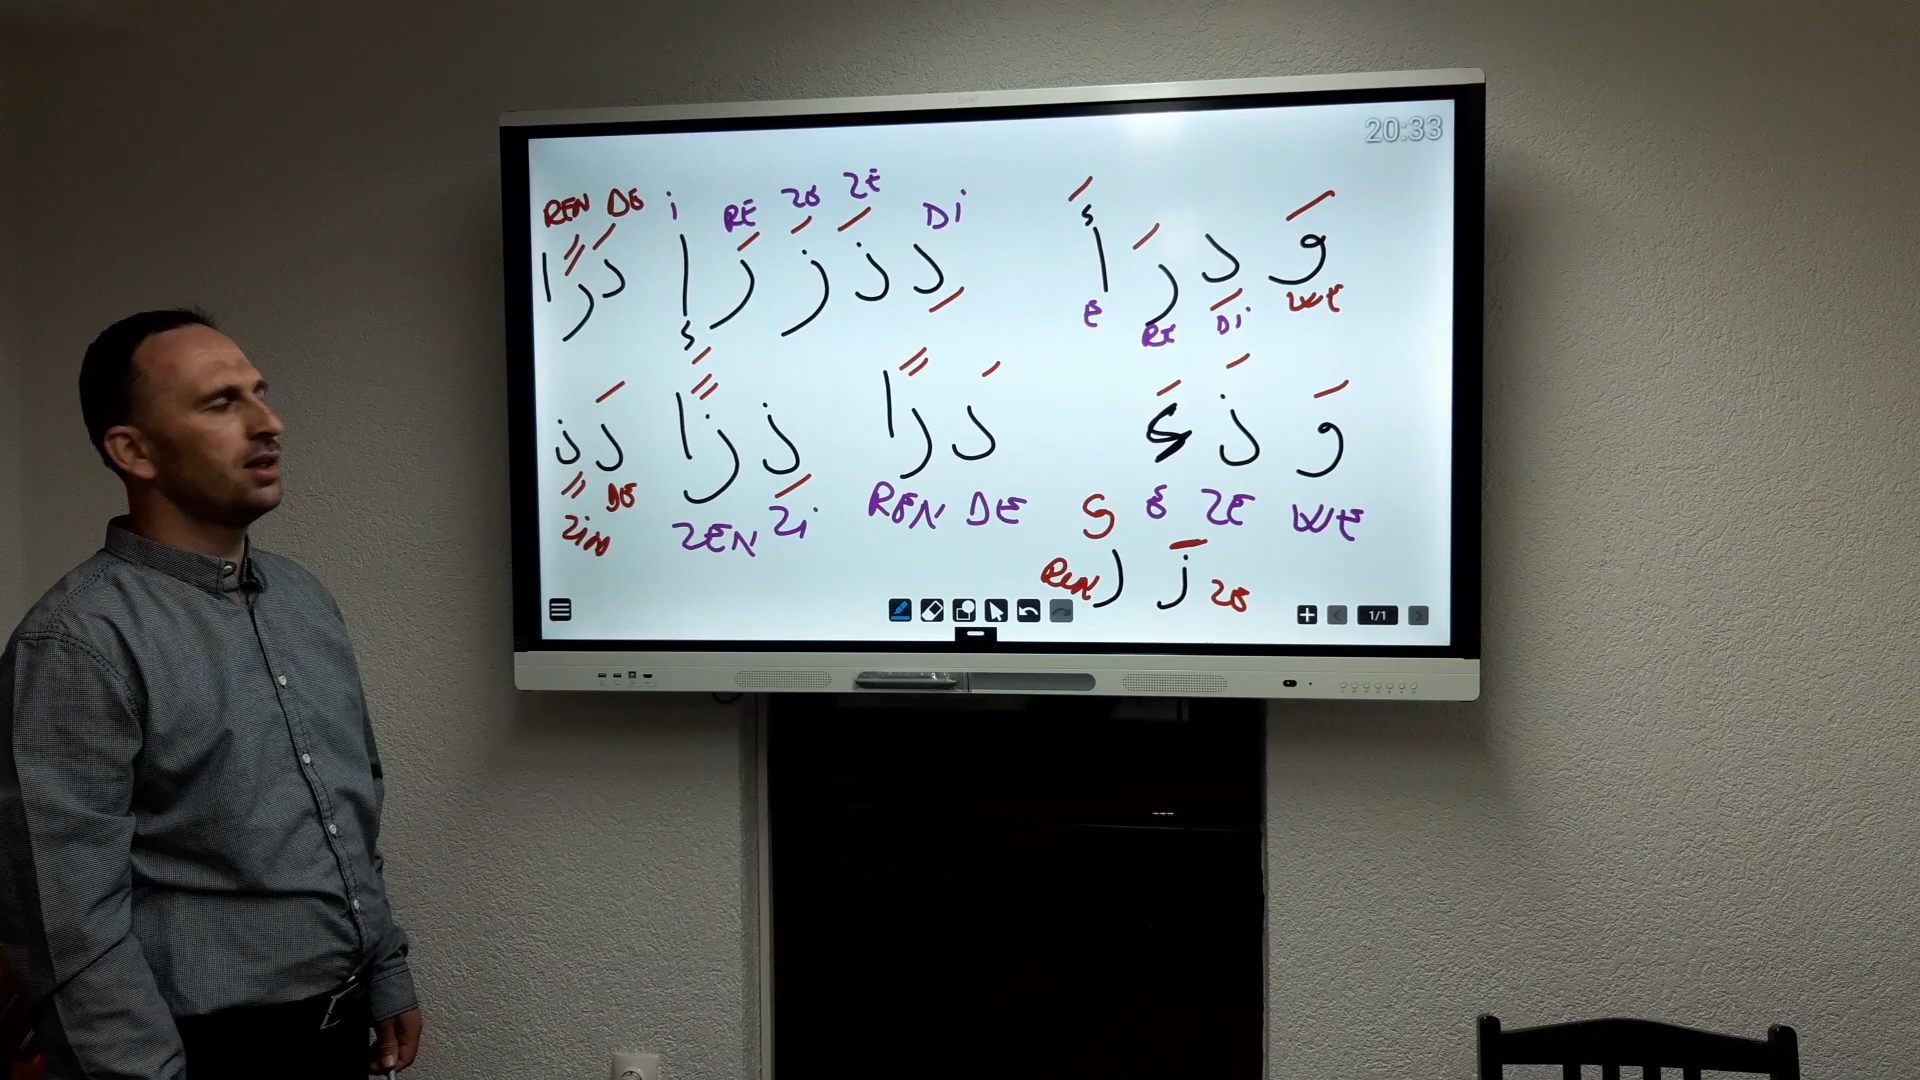 20:33
REN DE i RE ZE ZE DI
أَ رَ دِ وَ
دَ رًا إِ رَ زَ ذَ دِ
E RE Di WE
وَ ذَ ءَ
دَ رًا
ذِ زًا
دَ ذٍ
ZiN DE ZEN Zi REN DE E ZE WE
REN زَ ر ZE
1/1